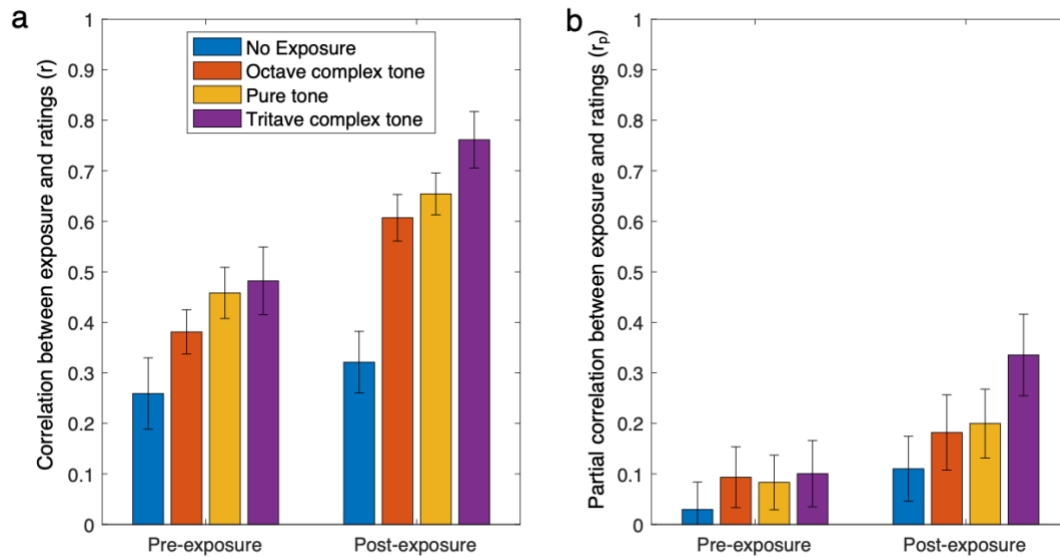 a
Correlation between exposure and ratings (r)
1
0.9
0.8
0.7
0.6
0.5
0.4
0.3
0.2
0.1
0
No Exposure
Octave complex tone
Pure tone
Tritave complex tone
Pre-exposure
Post-exposure
b
Partial correlation between exposure and ratings (rₚ)
1
0.9
0.8
0.7
0.6
0.5
0.4
0.3
0.2
0.1
0
Pre-exposure
Post-exposure